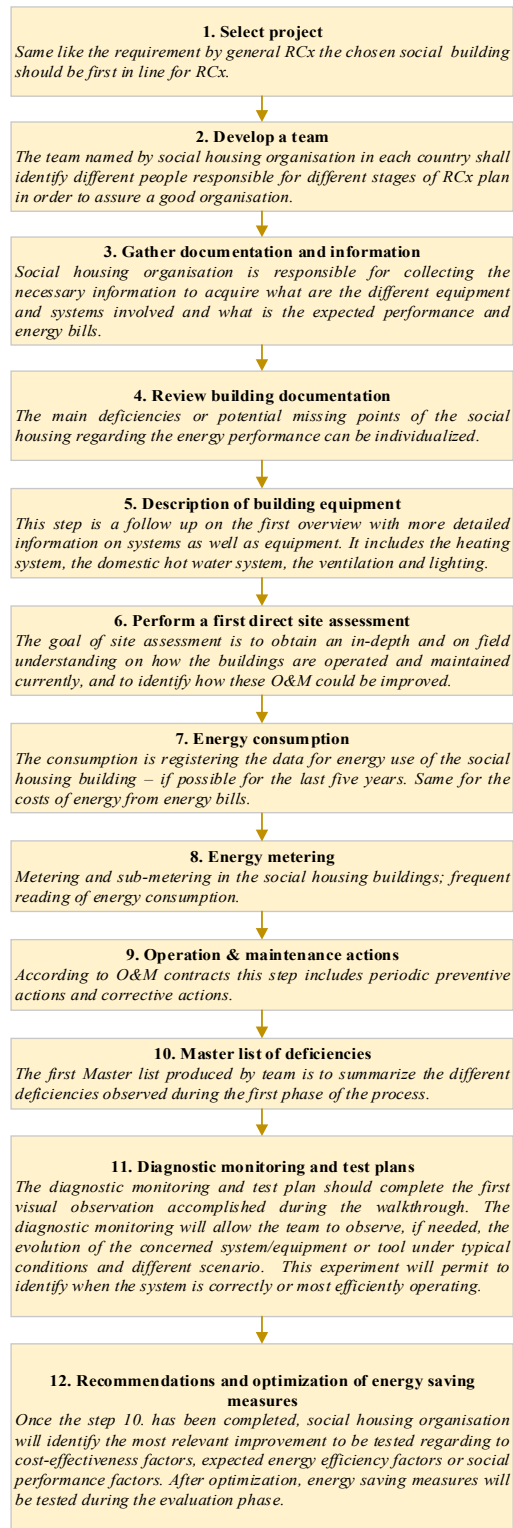 1. Select project
Same like the requirement by general RCx the chosen social building
should be first in line for RCx.
2. Develop a team
The team named by social housing organisation in each country shall
identify different people responsible for different stages of RCx plan
in order to assure a good organisation.
3. Gather documentation and information
Social housing organisation is responsible for collecting the
necessary information to acquire what are the different equipment
and systems involved and what is the expected performance and
energy bills.
4. Review building documentation
The main deficiencies or potential missing points of the social
housing regarding the energy performance can be individualized.
5. Description of building equipment
This step is a follow up on the first overview with more detailed
information on systems as well as equipment. It includes the heating
system, the domestic hot water system, the ventilation and lighting.
6. Perform a first direct site assessment
The goal of site assessment is to obtain an in-depth and on field
understanding on how the buildings are operated and maintained
currently, and to identify how these O&M could be improved.
7. Energy consumption
The consumption is registering the data for energy use of the social
housing building – if possible for the last five years. Same for the
costs of energy from energy bills.
8. Energy metering
Metering and sub-metering in the social housing buildings; frequent
reading of energy consumption.
9. Operation & maintenance actions
According to O&M contracts this step includes periodic preventive
actions and corrective actions.
10. Master list of deficiencies
The first Master list produced by team is to summarize the different
deficiencies observed during the first phase of the process.
11. Diagnostic monitoring and test plans
The diagnostic monitoring and test plan should complete the first
visual observation accomplished during the walkthrough. The
diagnostic monitoring will allow the team to observe, if needed, the
evolution of the concerned system/equipment or tool under typical
conditions and different scenario. This experiment will permit to
identify when the system is correctly or most efficiently operating.
12. Recommendations and optimization of energy saving
measures
Once the step 10. has been completed, social housing organisation
will identify the most relevant improvement to be tested regarding to
cost-effectiveness factors, expected energy efficiency factors or social
performance factors. After optimization, energy saving measures will
be tested during the evaluation phase.